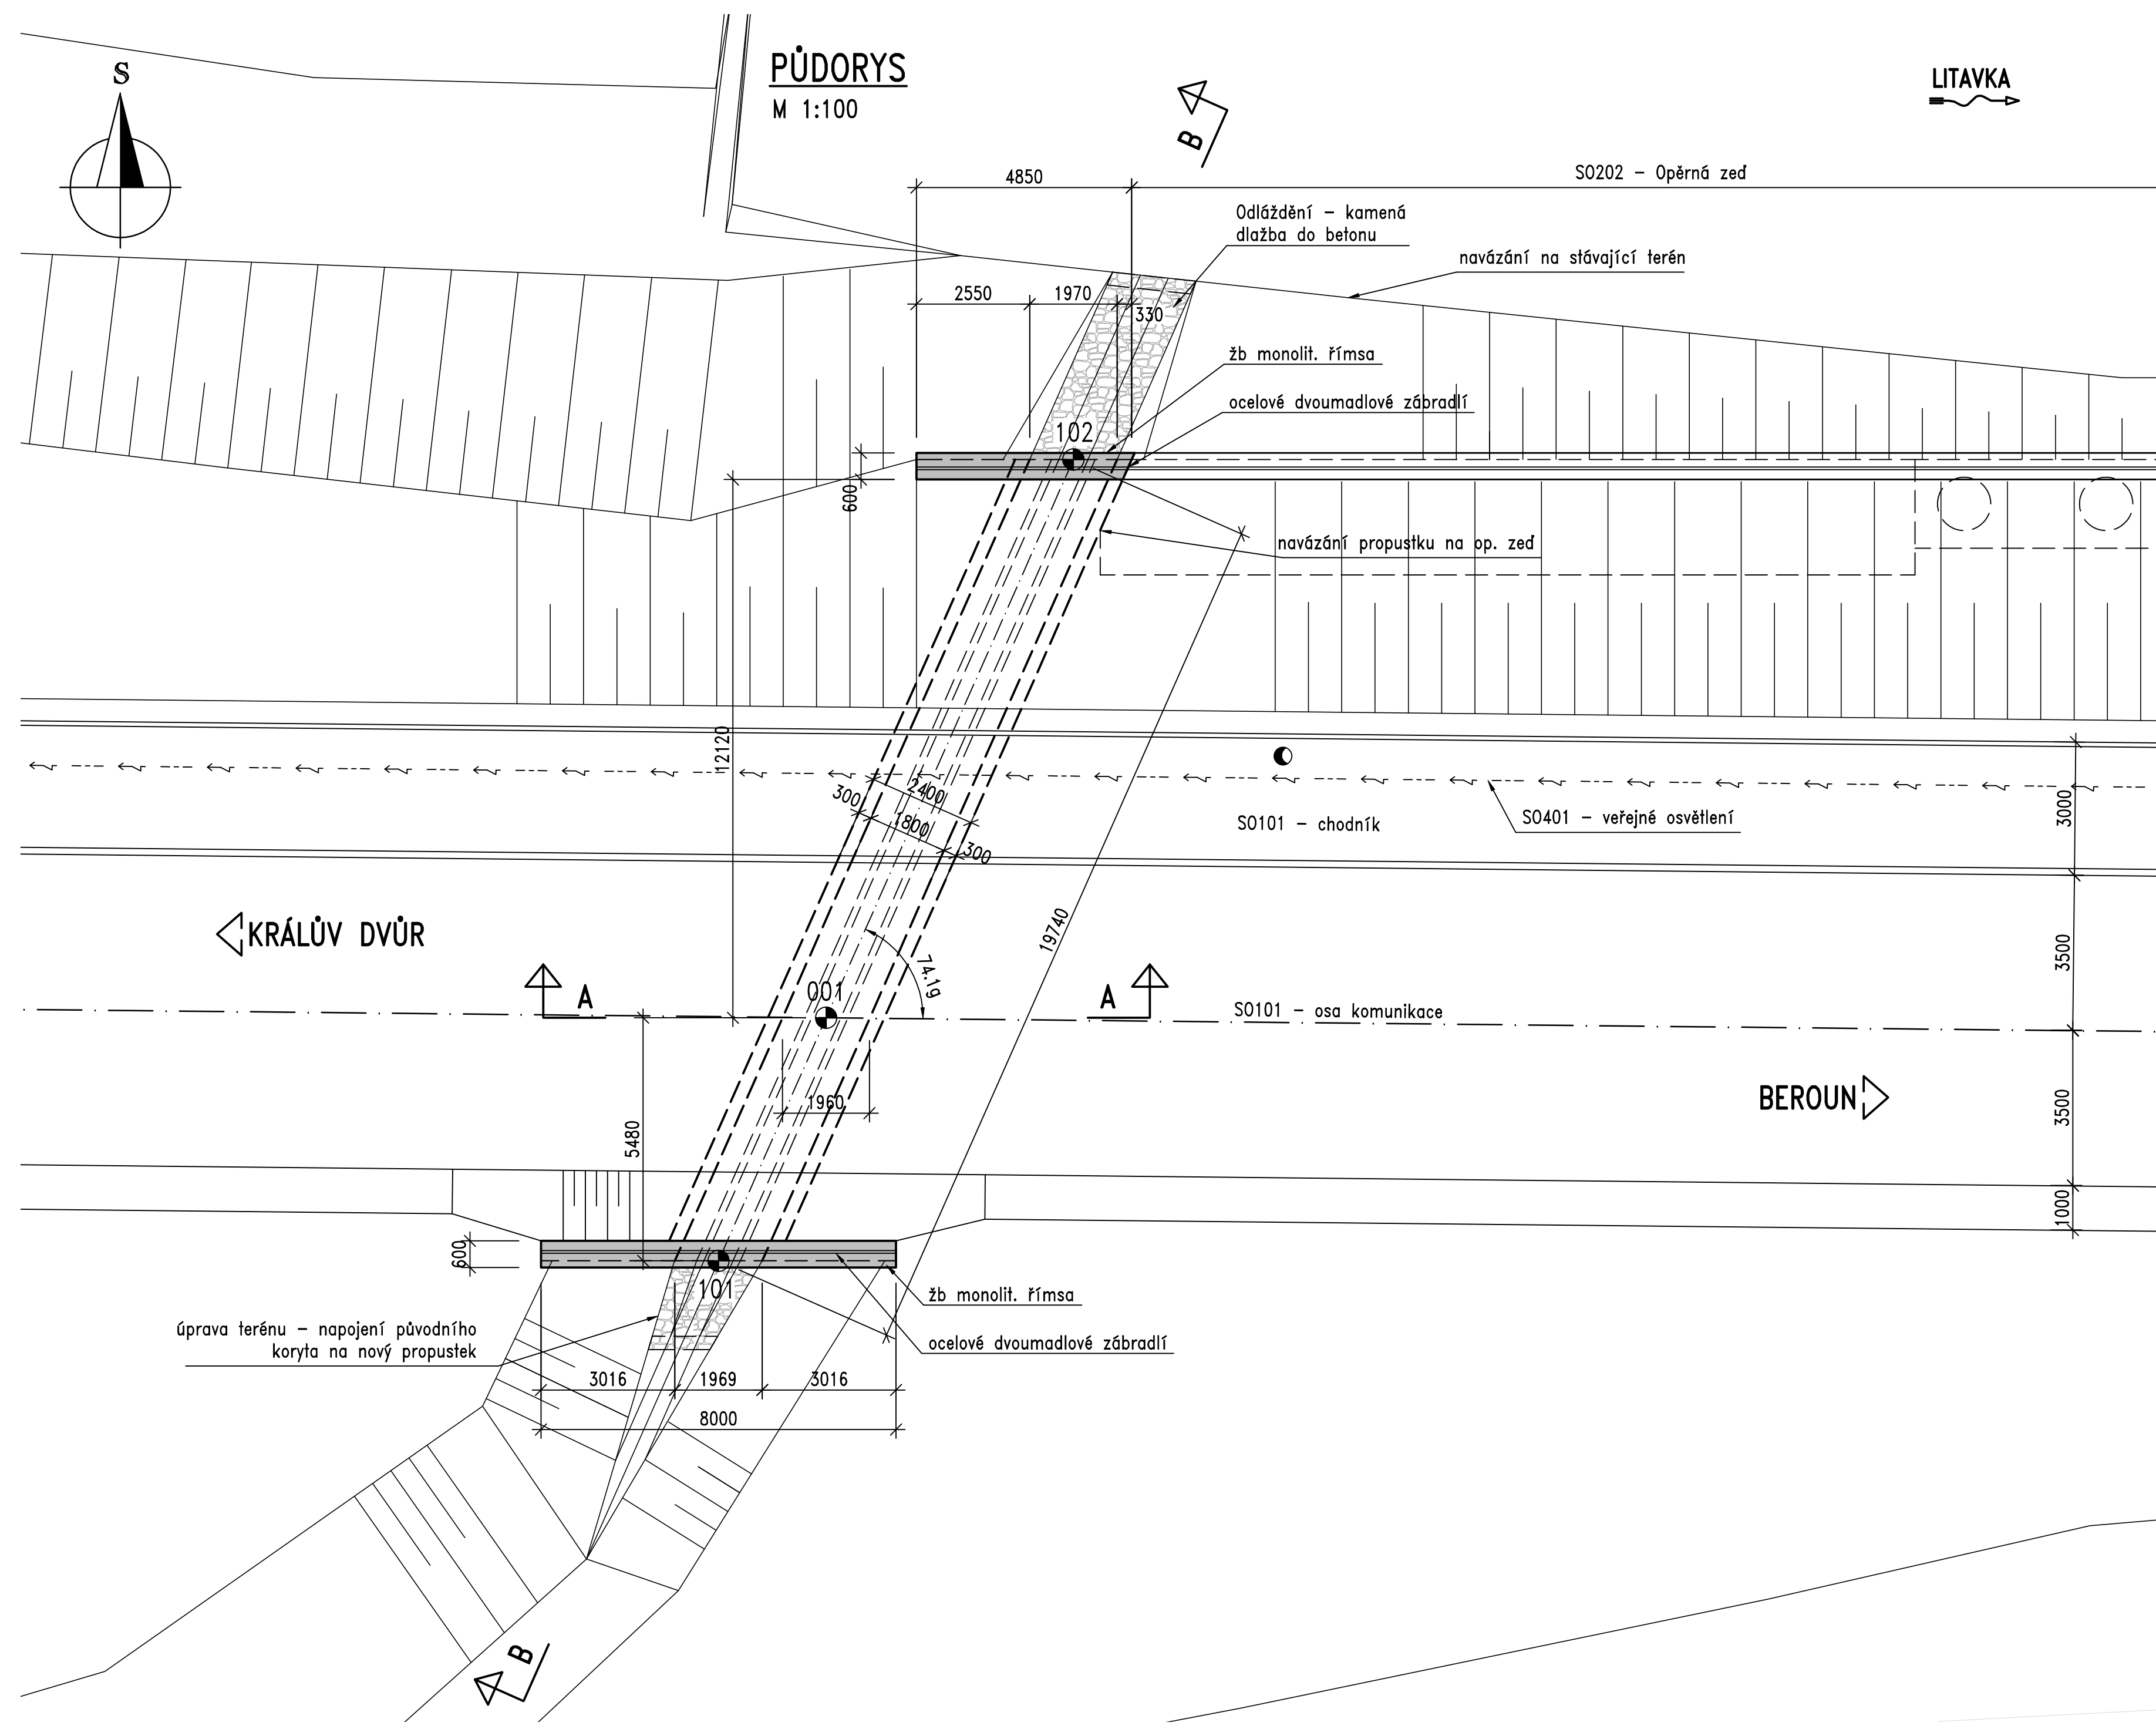 S
PŮDORYS
M 1:100
LITAVKA
B
4850
SO202 – Opěrná zeď
Odláždění – kamená
dlažba do betonu
navázání na stávající terén
2550
1970
330
žb monolit. římsa
ocelové dvoumadlové zábradlí
102
600
navázání propustku na op. zeď
12120
2400
300
1800
300
SO101 – chodník
SO401 – veřejné osvětlení
3000
19740
KRÁLŮV DVŮR
3500
74.1g
A
001
A
SO101 – osa komunikace
1960
BEROUN
3500
5480
1000
600
101
žb monolit. římsa
úprava terénu – napojení původního
koryta na nový propustek
ocelové dvoumadlové zábradlí
3016
1969
3016
8000
B